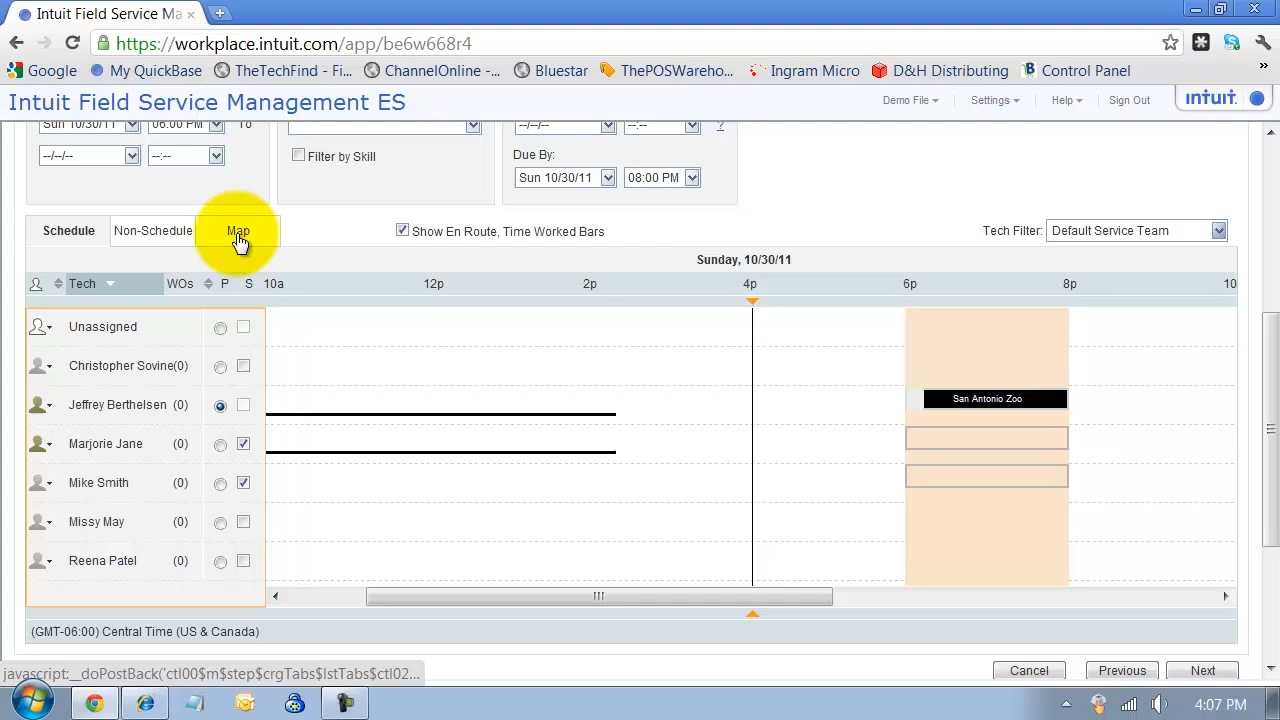 Intuit Field Service Ma
https://workplace.intuit.com/app/be6w668r4
Google
My QuickBase
TheTechFind - Fi...
ChannelOnline -...
Bluestar
ThePOSWareho...
Ingram Micro
D&H Distributing
Control Panel
»
Intuit Field Service Management ES
Demo File
Settings
Help
Sign Out
intuit.
Sun 10/30/11
06:00 PM
To
--/--/--
--:--
?
--/--/--
--:--
Filter by Skill
Due By:
Sun 10/30/11
08:00 PM
Schedule
Non-Schedule
Map
Show En Route, Time Worked Bars
Tech Filter:
Default Service Team
Sunday, 10/30/11
Tech
WOs
P
S
10a
12p
2p
4p
6p
8p
10
Unassigned
Christopher Sovine(0)
Jeffrey Berthelsen (0)
San Antonio Zoo
Marjorie Jane (0)
Mike Smith (0)
Missy May (0)
Reena Patel (0)
(GMT-06:00) Central Time (US & Canada)
javascript:__doPostBack('ctl00$m$step$crgTabs$lstTabs$ctl02...
Cancel
Previous
Next
4:07 PM